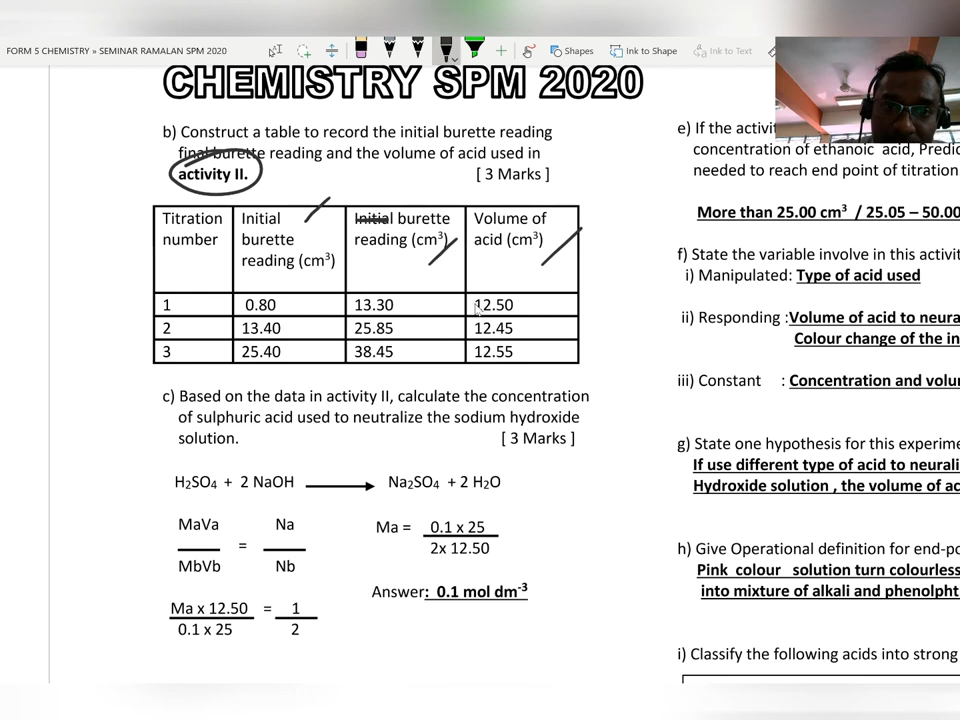 FORM 5 CHEMISTRY » SEMINAR RAMALAN SPM 2020
Shapes
Ink to Shape
Ink to Text
CHEMISTRY SPM 2020
b) Construct a table to record the initial burette reading
final burette reading and the volume of acid used in
activity II. [ 3 Marks ]
Titration number | Initial burette reading (cm³) | Initial burette reading (cm³) | Volume of acid (cm³)
1 | 0.80 | 13.30 | 12.50
2 | 13.40 | 25.85 | 12.45
3 | 25.40 | 38.45 | 12.55
c) Based on the data in activity II, calculate the concentration
of sulphuric acid used to neutralize the sodium hydroxide
solution. [ 3 Marks ]
H₂SO₄ + 2 NaOH ⟶ Na₂SO₄ + 2 H₂O
MaVa Na
=
MbVb Nb
Ma x 12.50 = 1
0.1 x 25 2
Ma = 0.1 x 25
2x 12.50
Answer: 0.1 mol dm⁻³
e) If the activi
concentration of ethanoic acid, Predic
needed to reach end point of titration
More than 25.00 cm³ / 25.05 – 50.00
f) State the variable involve in this activit
i) Manipulated: Type of acid used
ii) Responding :Volume of acid to neura
Colour change of the in
iii) Constant : Concentration and volu
g) State one hypothesis for this experime
If use different type of acid to neurali
Hydroxide solution , the volume of ac
h) Give Operational definition for end-po
Pink colour solution turn colourless
into mixture of alkali and phenolpht
i) Classify the following acids into strong